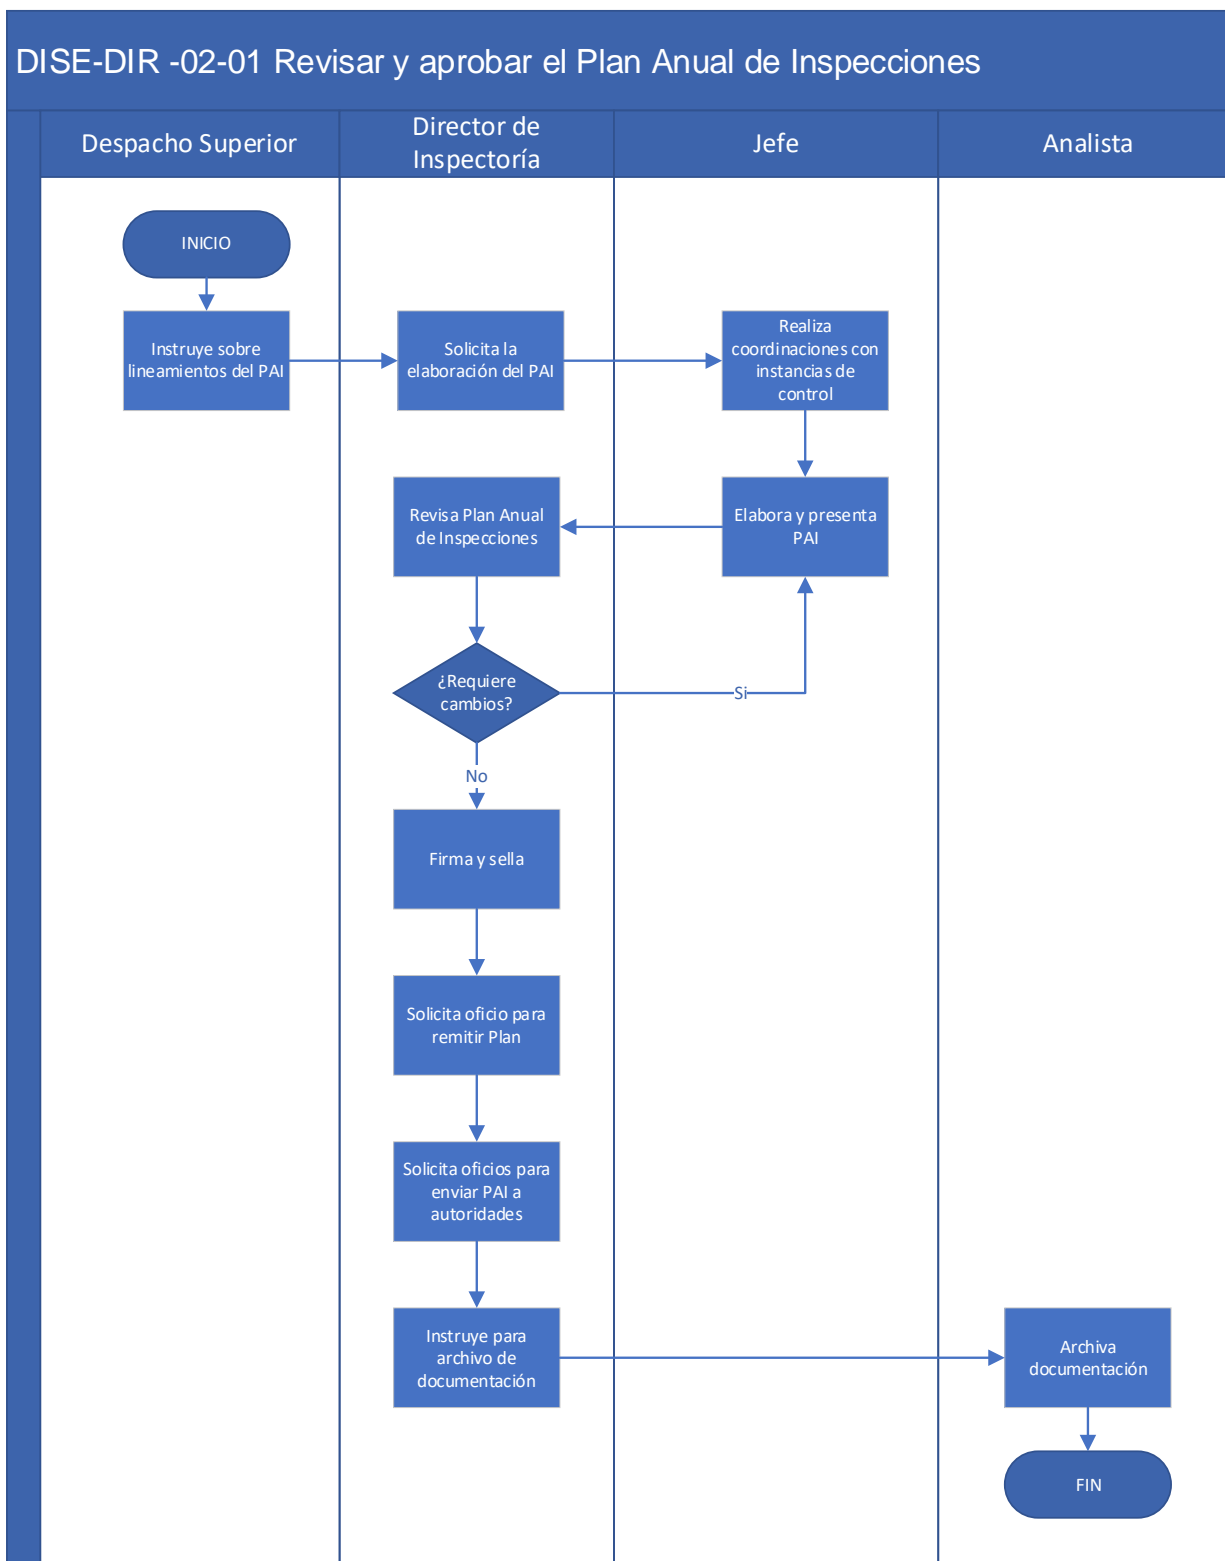 DISE-DIR -02-01 Revisar y aprobar el Plan Anual de Inspecciones
Despacho Superior
Director de
Inspectoría
Jefe
Analista
INICIO
Instruye sobre
lineamientos del PAI
Solicita la
elaboración del PAI
Realiza
coordinaciones con
instancias de
control
Revisa Plan Anual
de Inspecciones
Elabora y presenta
PAI
¿Requiere
cambios?
Si
No
Firma y sella
Solicita oficio para
remitir Plan
Solicita oficios para
enviar PAI a
autoridades
Instruye para
archivo de
documentación
Archiva
documentación
FIN